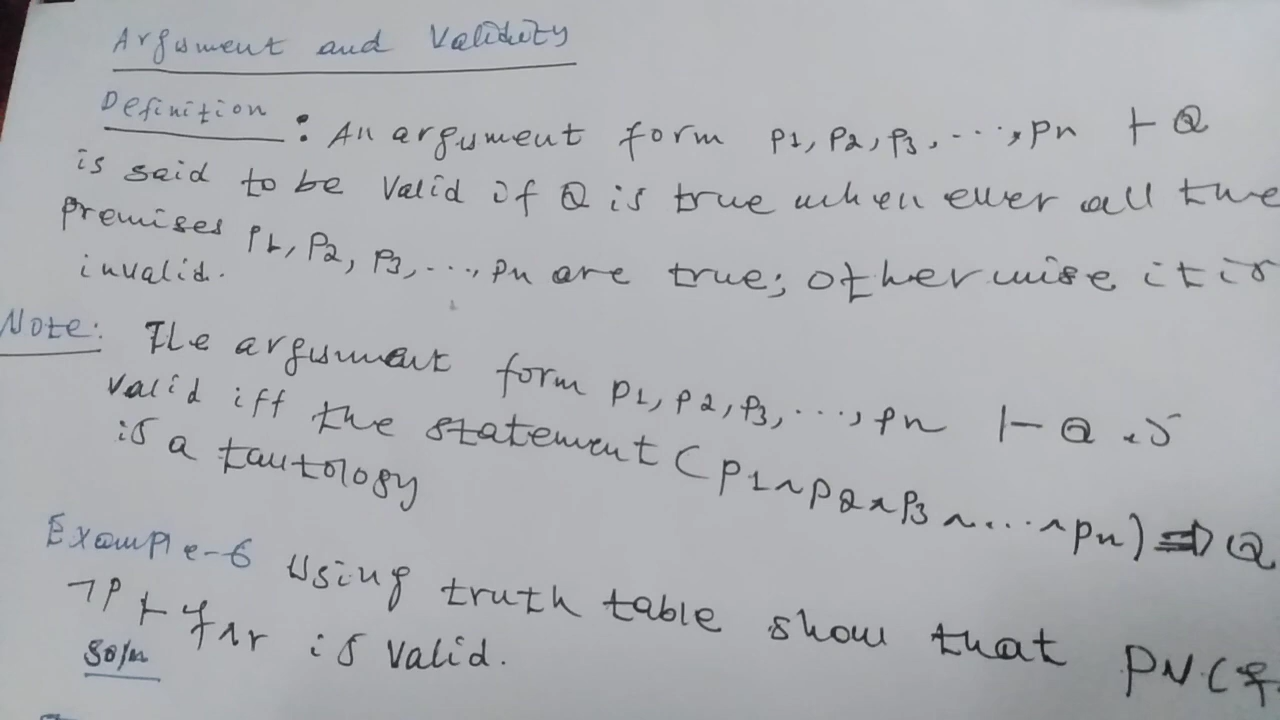 Argument and Validity
Definition: An argument form P1, P2, P3, ..., Pn ⊢ Q
is said to be valid if Q is true when ever all the
premises P1, P2, P3, ..., Pn are true; otherwise it is
invalid.
Note: The argument form P1, P2, P3, ..., Pn ⊢ Q is
valid iff the statement (P1 ∧ P2 ∧ P3 ∧ .... ∧ Pn) ⇒ Q
is a tautology
Example-6 Using truth table show that P∨(q
¬P ⊢ q∧r is valid.
Soln